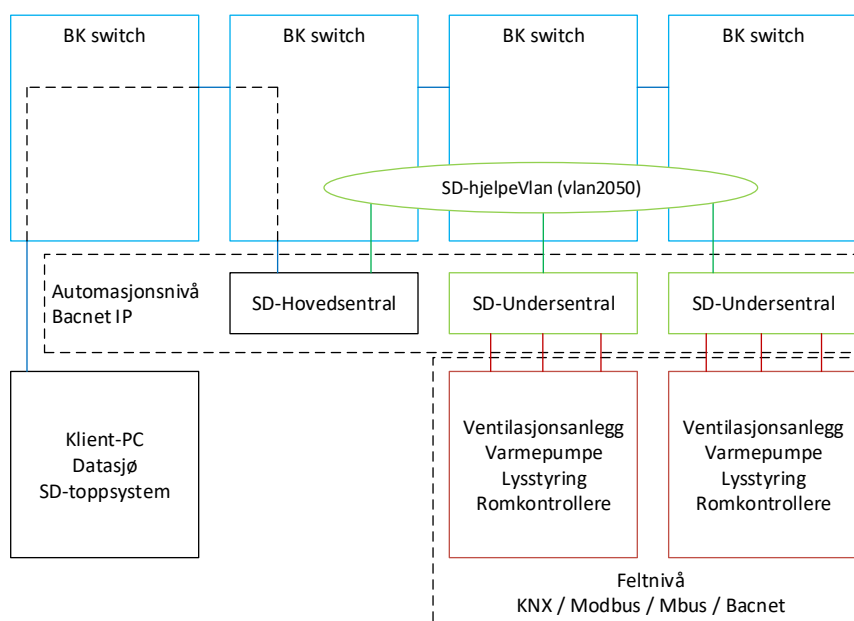 BK switch
BK switch
BK switch
BK switch
SD-hjelpeVlan (vlan2050)
Automasjonsnivå
Bacnet IP
SD-Hovedsentral
SD-Undersentral
SD-Undersentral
Klient-PC
Datasjø
SD-toppsystem
Ventilasjonsanlegg
Varmepumpe
Lysstyring
Romkontrollere
Ventilasjonsanlegg
Varmepumpe
Lysstyring
Romkontrollere
Feltnivå
KNX / Modbus / Mbus / Bacnet